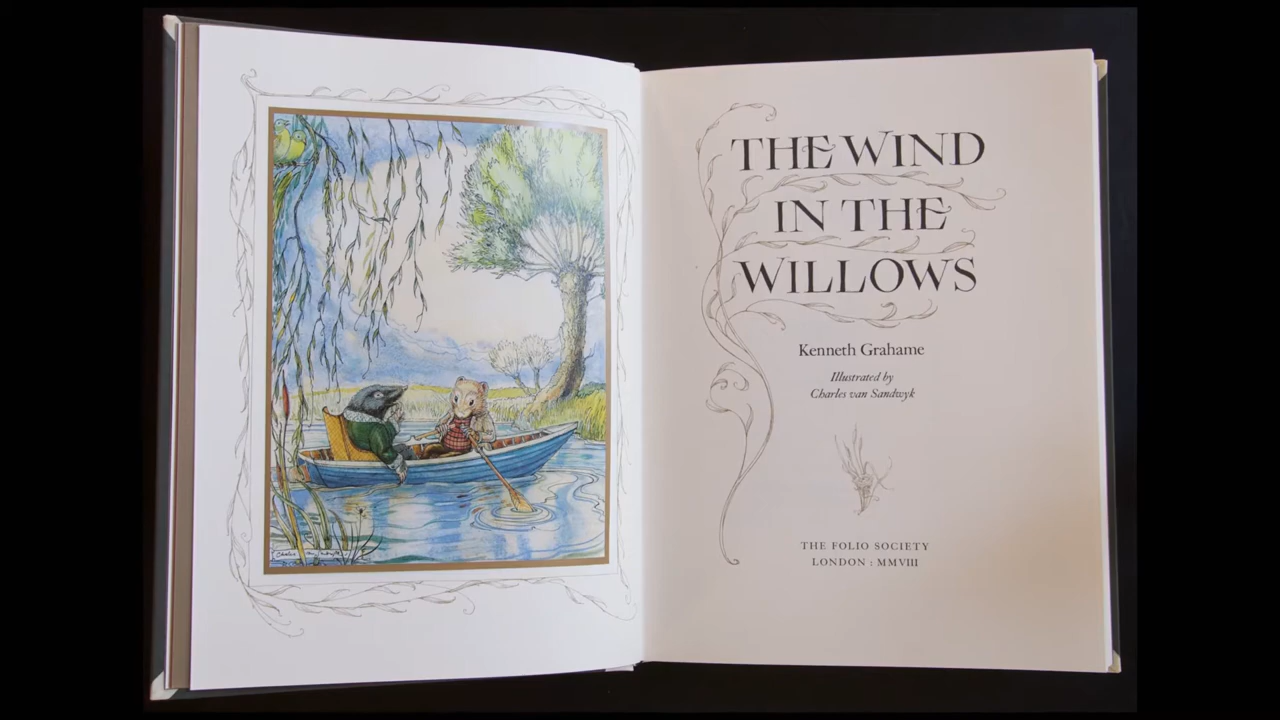 THE WIND
IN THE
WILLOWS
Kenneth Grahame
Illustrated by
Charles van Sandwyk
THE FOLIO SOCIETY
LONDON : MMVIII